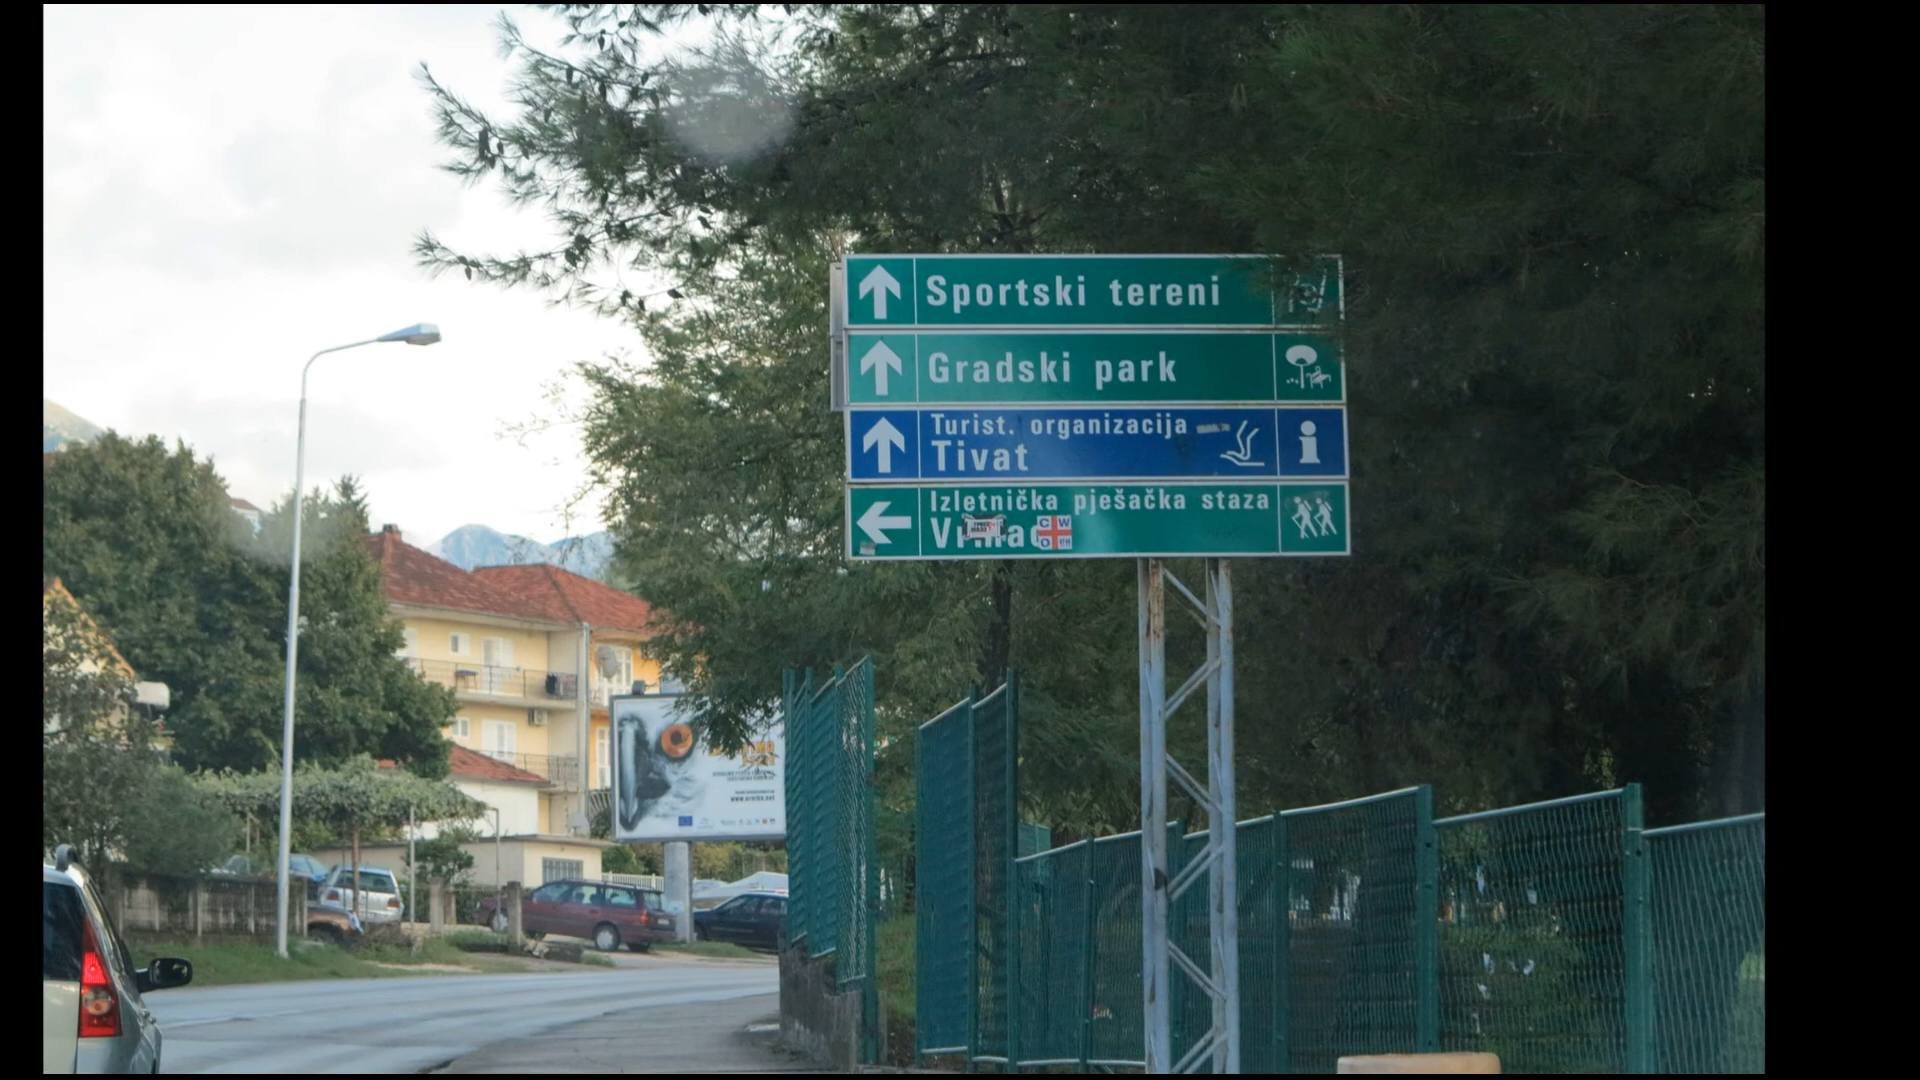 Sportski tereni
Gradski park
Turist. organizacija
Tivat
Izletnička pješačka staza
C W
O